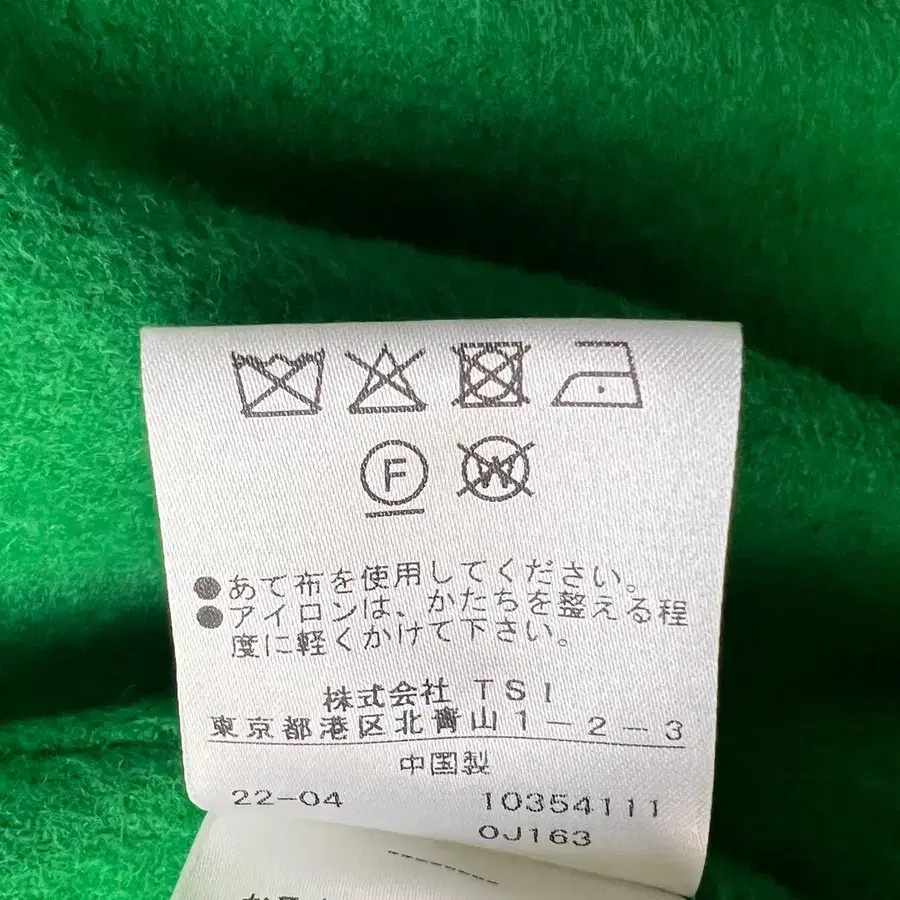 F W
●あて布を使用してください。
●アイロンは、かたちを整える程
度に軽くかけて下さい。
株式会社 TSI
東京都港区北青山1-2-3
中国製
22-04 10354111
0J163